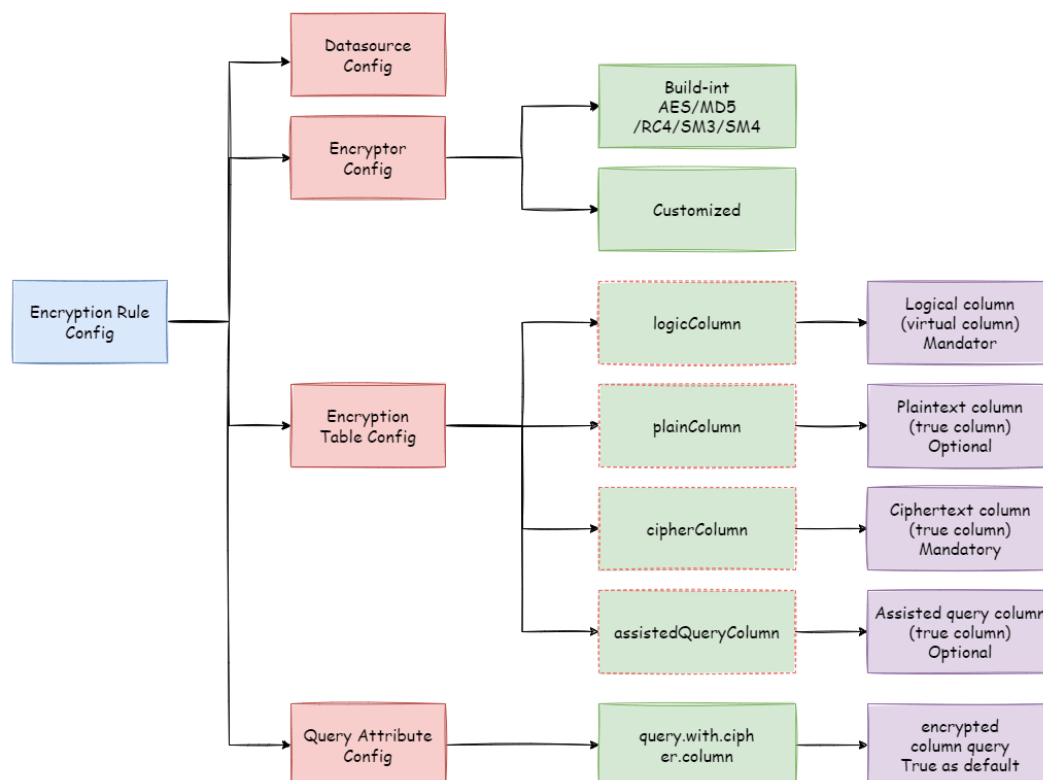 Datasource
Config
Build-int
AES/MD5
/RC4/SM3/SM4
Encryptor
Config
Customized
Encryption Rule
Config
logicColumn
Logical column
(virtual column)
Mandator
Encryption
Table Config
plainColumn
Plaintext column
(true column)
Optional
cipherColumn
Ciphertext column
(true column)
Mandatory
assistedQueryColumn
Assisted query column
(true column)
Optional
Query Attribute
Config
query.with.ciph
er.column
encrypted
column query
True as default